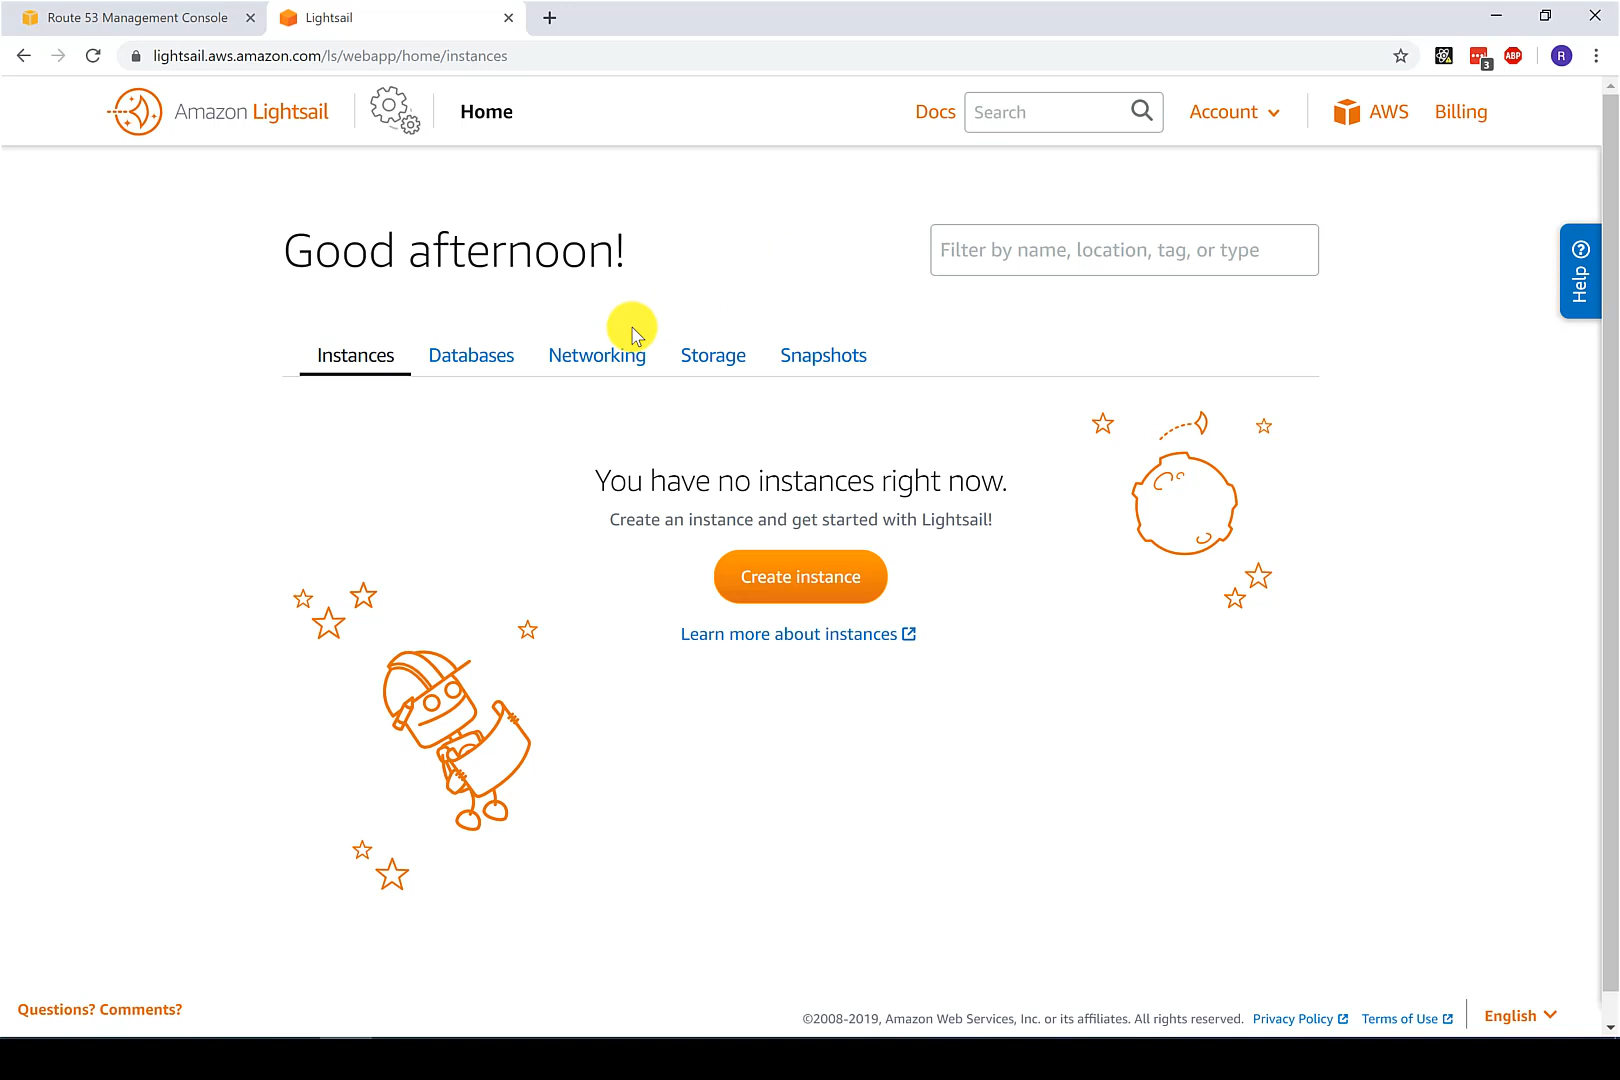 Route 53 Management Console
Lightsail
lightsail.aws.amazon.com/ls/webapp/home/instances
3
ABP
R
Amazon Lightsail
Home
Docs
Search
Account
AWS
Billing
Good afternoon!
Filter by name, location, tag, or type
Help
Instances
Databases
Networking
Storage
Snapshots
You have no instances right now.
Create an instance and get started with Lightsail!
Create instance
Learn more about instances
Questions? Comments?
©2008-2019, Amazon Web Services, Inc. or its affiliates. All rights reserved.
Privacy Policy
Terms of Use
English